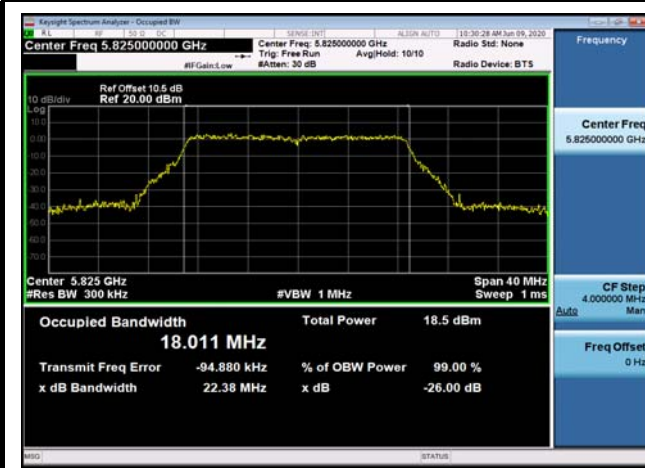 Keysight Spectrum Analyzer - Occupied BW
RL RF 50 Ω DC SENSE:INT ALIGN AUTO 10:30:28 AM Jun 09, 2020
Center Freq 5.825000000 GHz Center Freq: 5.825000000 GHz Radio Std: None Frequency
Trig: Free Run Avg|Hold: 10/10
#IFGain:Low #Atten: 30 dB Radio Device: BTS
Ref Offset 10.5 dB
10 dB/div Ref 20.00 dBm
Log
10.0
0.00
Center Freq
5.825000000 GHz
Center 5.825 GHz Span 40 MHz
#Res BW 300 kHz #VBW 1 MHz Sweep 1 ms
CF Step
4.000000 MHz
Auto Man
Occupied Bandwidth Total Power 18.5 dBm
18.011 MHz
Freq Offset
0 Hz
Transmit Freq Error -94.880 kHz % of OBW Power 99.00 %
x dB Bandwidth 22.38 MHz x dB -26.00 dB
MSG STATUS